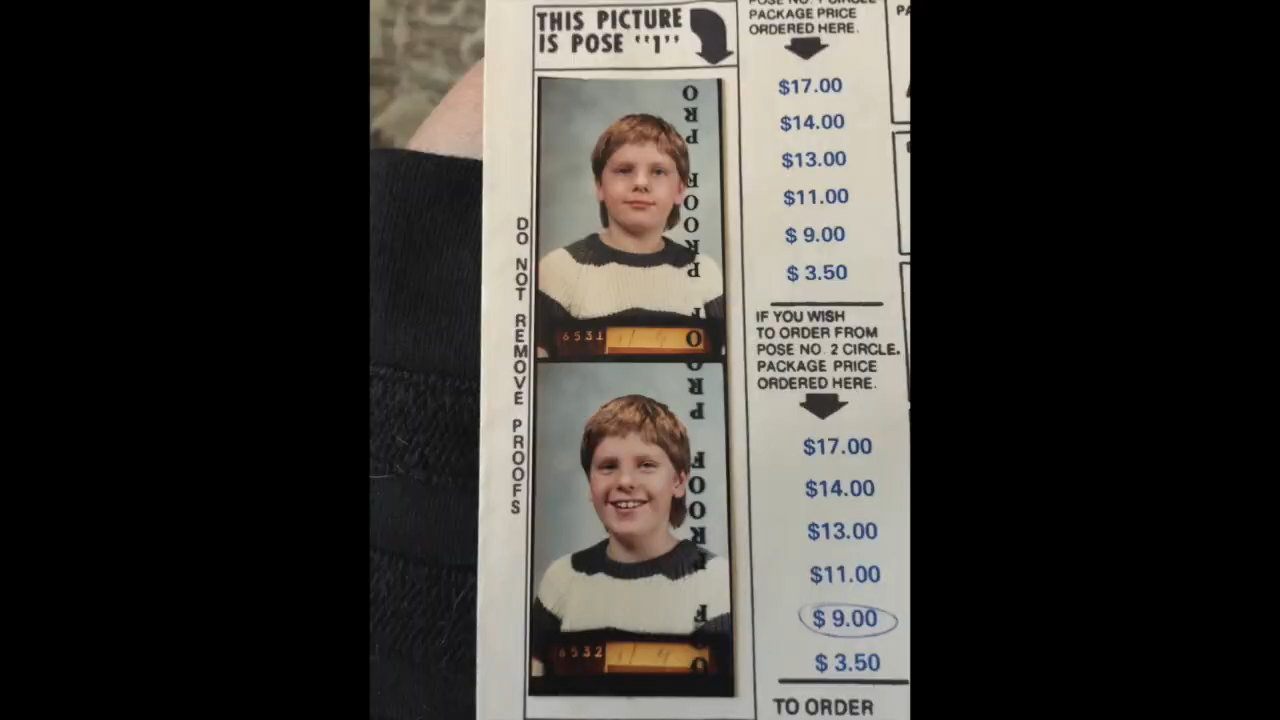 THIS PICTURE
IS POSE "1"
DO NOT REMOVE PROOFS
PRO
PROOF
PROOF
6531
PROOF
6532
PACKAGE PRICE
ORDERED HERE.
$17.00
$14.00
$13.00
$11.00
$ 9.00
$ 3.50
IF YOU WISH
TO ORDER FROM
POSE NO. 2 CIRCLE.
PACKAGE PRICE
ORDERED HERE.
$17.00
$14.00
$13.00
$11.00
$ 9.00
$ 3.50
TO ORDER